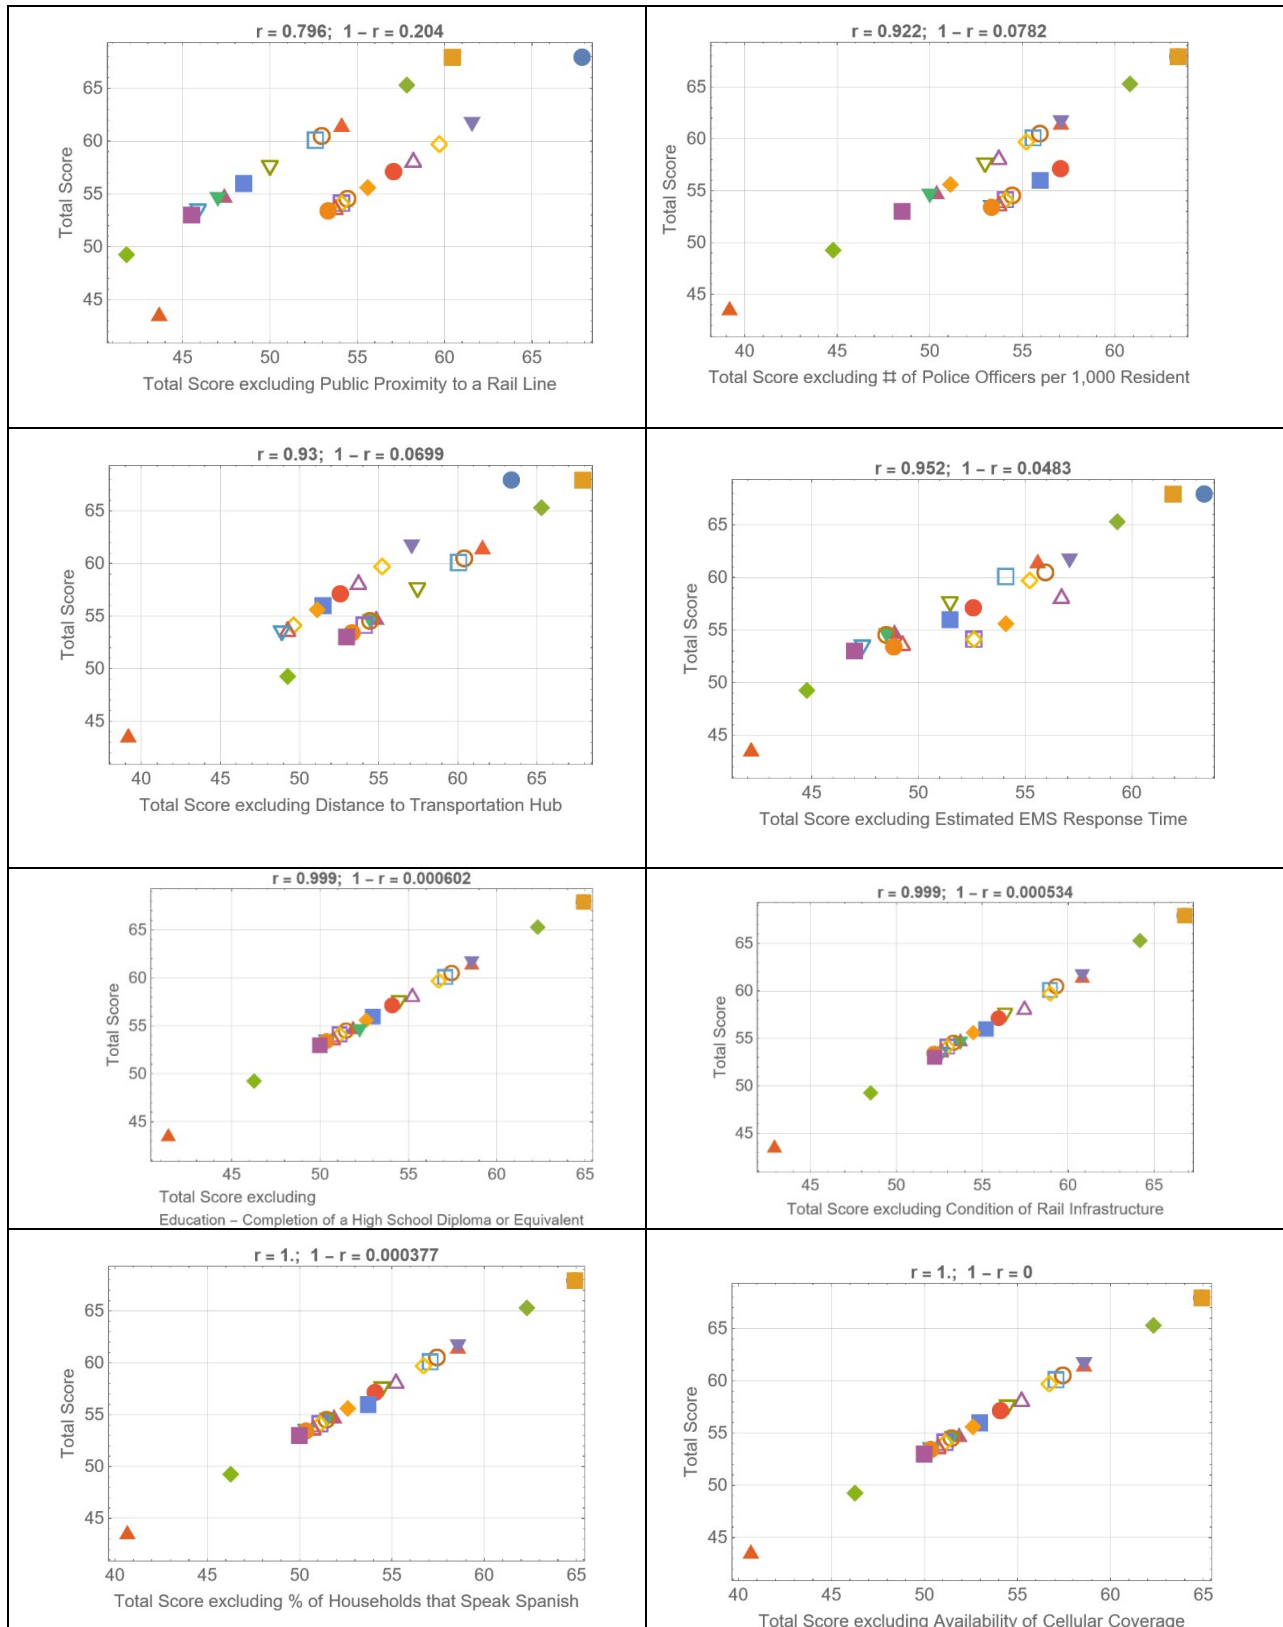 r = 0.796; 1 − r = 0.204
65
60
55
50
45
Total Score
45 50 55 60 65
Total Score excluding Public Proximity to a Rail Line
r = 0.922; 1 − r = 0.0782
65
60
55
50
45
Total Score
40 50 55 60
Total Score excluding # of Police Officers per 1,000 Resident
r = 0.93; 1 − r = 0.0699
65
60
55
50
45
Total Score
40 45 50 55 60 65
Total Score excluding Distance to Transportation Hub
r = 0.952; 1 − r = 0.0483
65
60
55
50
45
Total Score
45 50 55 60
Total Score excluding Estimated EMS Response Time
r = 0.999; 1 − r = 0.000602
65
60
55
50
45
Total Score
45 50 55 60 65
Total Score excluding
Education − Completion of a High School Diploma or Equivalent
r = 0.999; 1 − r = 0.000534
65
60
55
50
45
Total Score
45 50 55 60 65
Total Score excluding Condition of Rail Infrastructure
r = 1.; 1 − r = 0.000377
65
60
55
50
45
Total Score
40 45 50 55 60 65
Total Score excluding % of Households that Speak Spanish
r = 1.; 1 − r = 0
65
60
55
50
45
Total Score
40 45 50 55 60 65
Total Score excluding Availability of Cellular Coverage